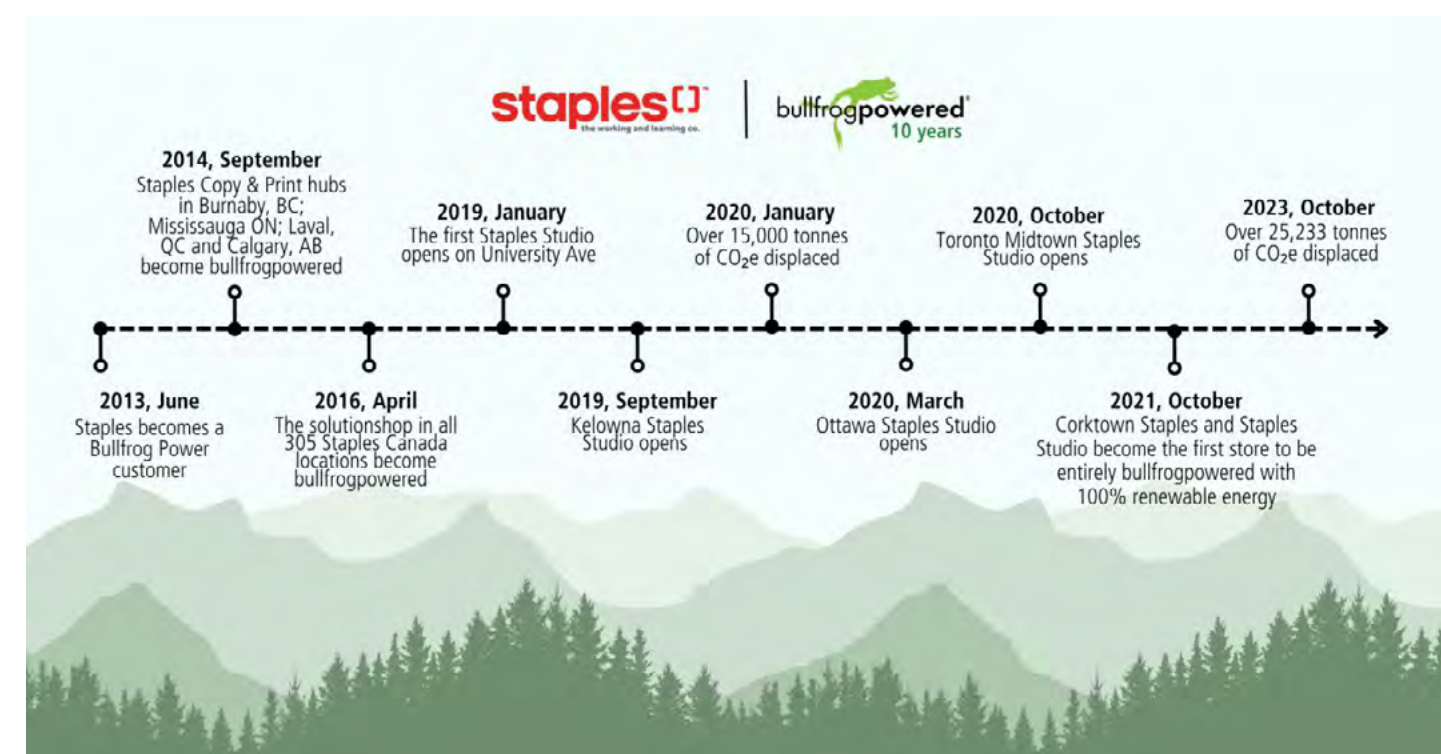 staples[]™
the working and learning co.
bullfrogpowered®
10 years
2014, September
Staples Copy & Print hubs
in Burnaby, BC;
Mississauga ON; Laval,
QC and Calgary, AB
become bullfrogpowered
2019, January
The first Staples Studio
opens on University Ave
2020, January
Over 15,000 tonnes
of CO₂e displaced
2020, October
Toronto Midtown Staples
Studio opens
2023, October
Over 25,233 tonnes
of CO₂e displaced
2013, June
Staples becomes a
Bullfrog Power
customer
2016, April
The solutionshop in all
305 Staples Canada
locations become
bullfrogpowered
2019, September
Kelowna Staples
Studio opens
2020, March
Ottawa Staples Studio
opens
2021, October
Corktown Staples and Staples
Studio become the first store to be
entirely bullfrogpowered with
100% renewable energy